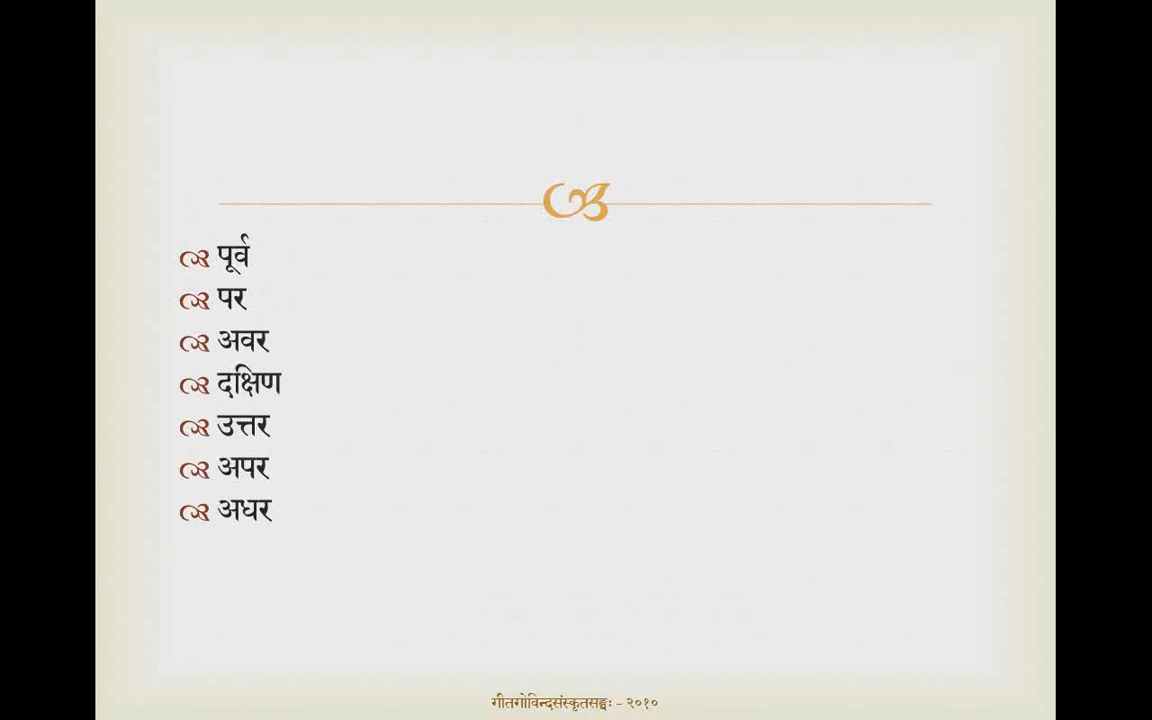 पूर्व
पर
अवर
दक्षिण
उत्तर
अपर
अधर
गीतगोविन्दसंस्कृतसङ्घः - २०१०